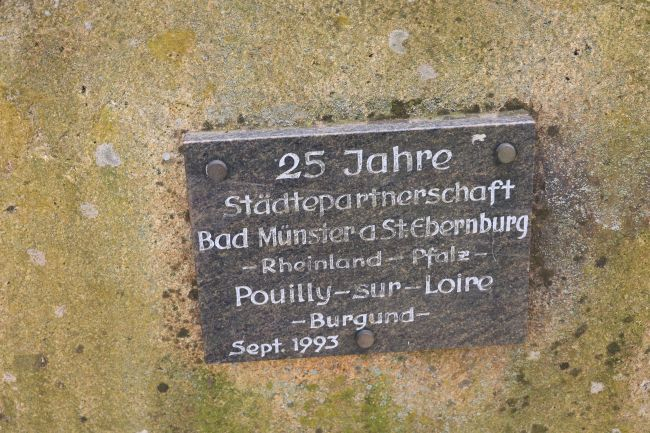 25 Jahre
Städtepartnerschaft
Bad Münster a.St.Ebernburg
- Rheinland - Pfalz -
Pouilly-sur-Loire
- Burgund -
Sept. 1993